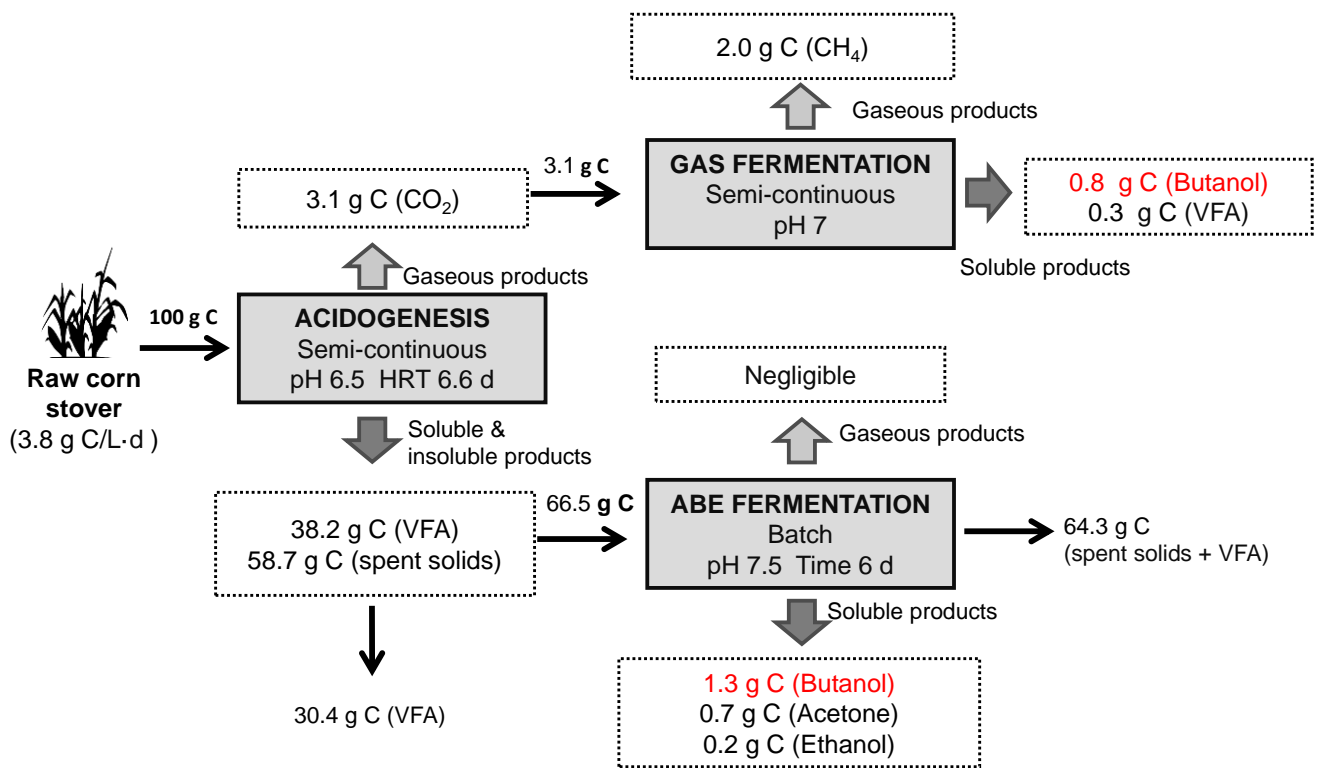 2.0 g C (CH₄)
Gaseous products
3.1 g C
GAS FERMENTATION
Semi-continuous
pH 7
0.8 g C (Butanol)
0.3 g C (VFA)
Soluble products
3.1 g C (CO₂)
Gaseous products
100 g C
Raw corn
stover
(3.8 g C/L·d )
ACIDOGENESIS
Semi-continuous
pH 6.5 HRT 6.6 d
Soluble &
insoluble products
38.2 g C (VFA)
58.7 g C (spent solids)
30.4 g C (VFA)
66.5 g C
Negligible
Gaseous products
ABE FERMENTATION
Batch
pH 7.5 Time 6 d
64.3 g C
(spent solids + VFA)
Soluble products
1.3 g C (Butanol)
0.7 g C (Acetone)
0.2 g C (Ethanol)